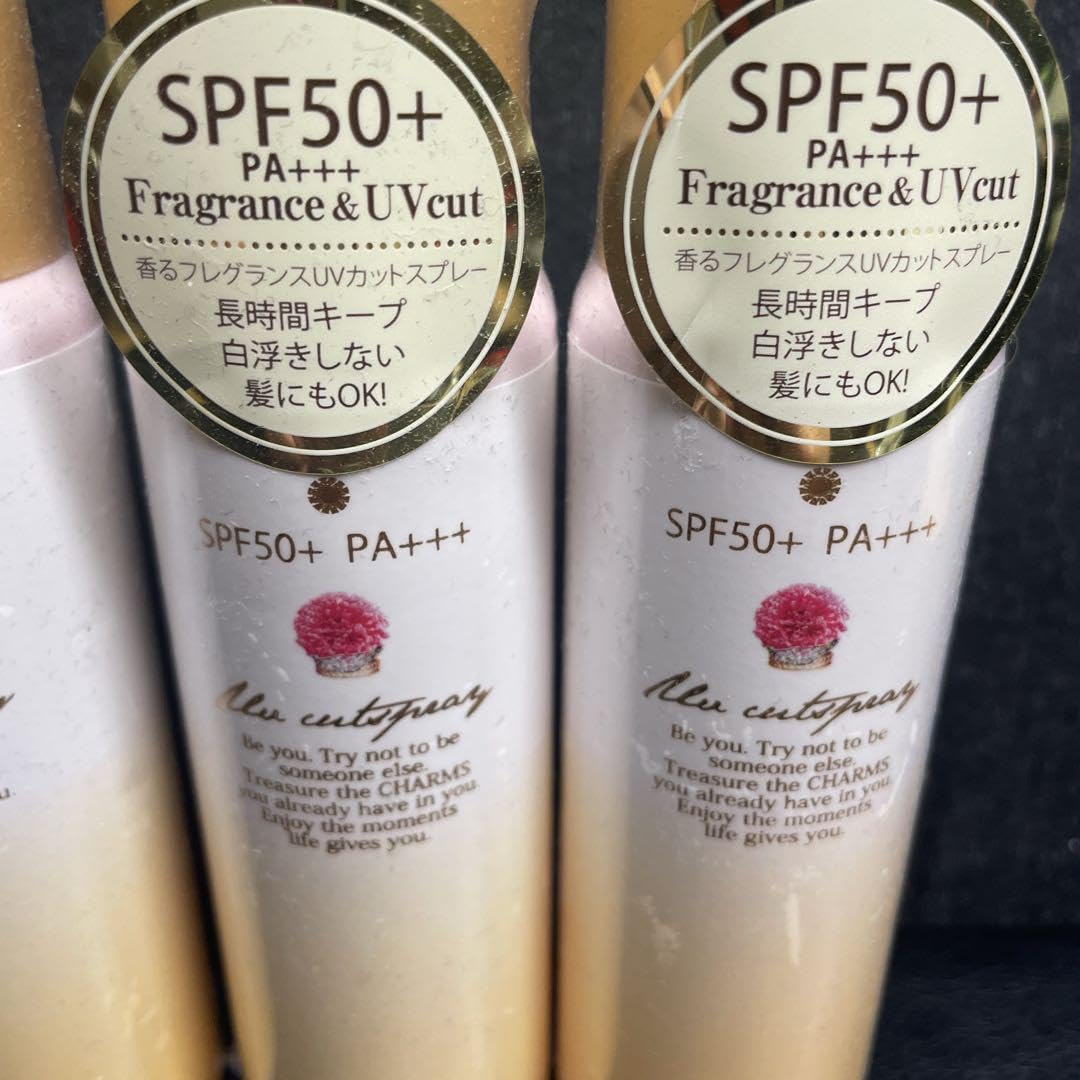 SPF50+
PA+++
Fragrance & UVcut
香るフレグランスUVカットスプレー
長時間キープ
白浮きしない
髪にもOK!
SPF50+ PA+++
Be you. Try not to be
someone else.
Treasure the CHARMS
you already have in you.
Enjoy the moments
life gives you.
SPF50+
PA+++
Fragrance & UVcut
香るフレグランスUVカットスプレー
長時間キープ
白浮きしない
髪にもOK!
SPF50+ PA+++
Be you. Try not to be
someone else.
Treasure the CHARMS
you already have in you.
Enjoy the moments
life gives you.